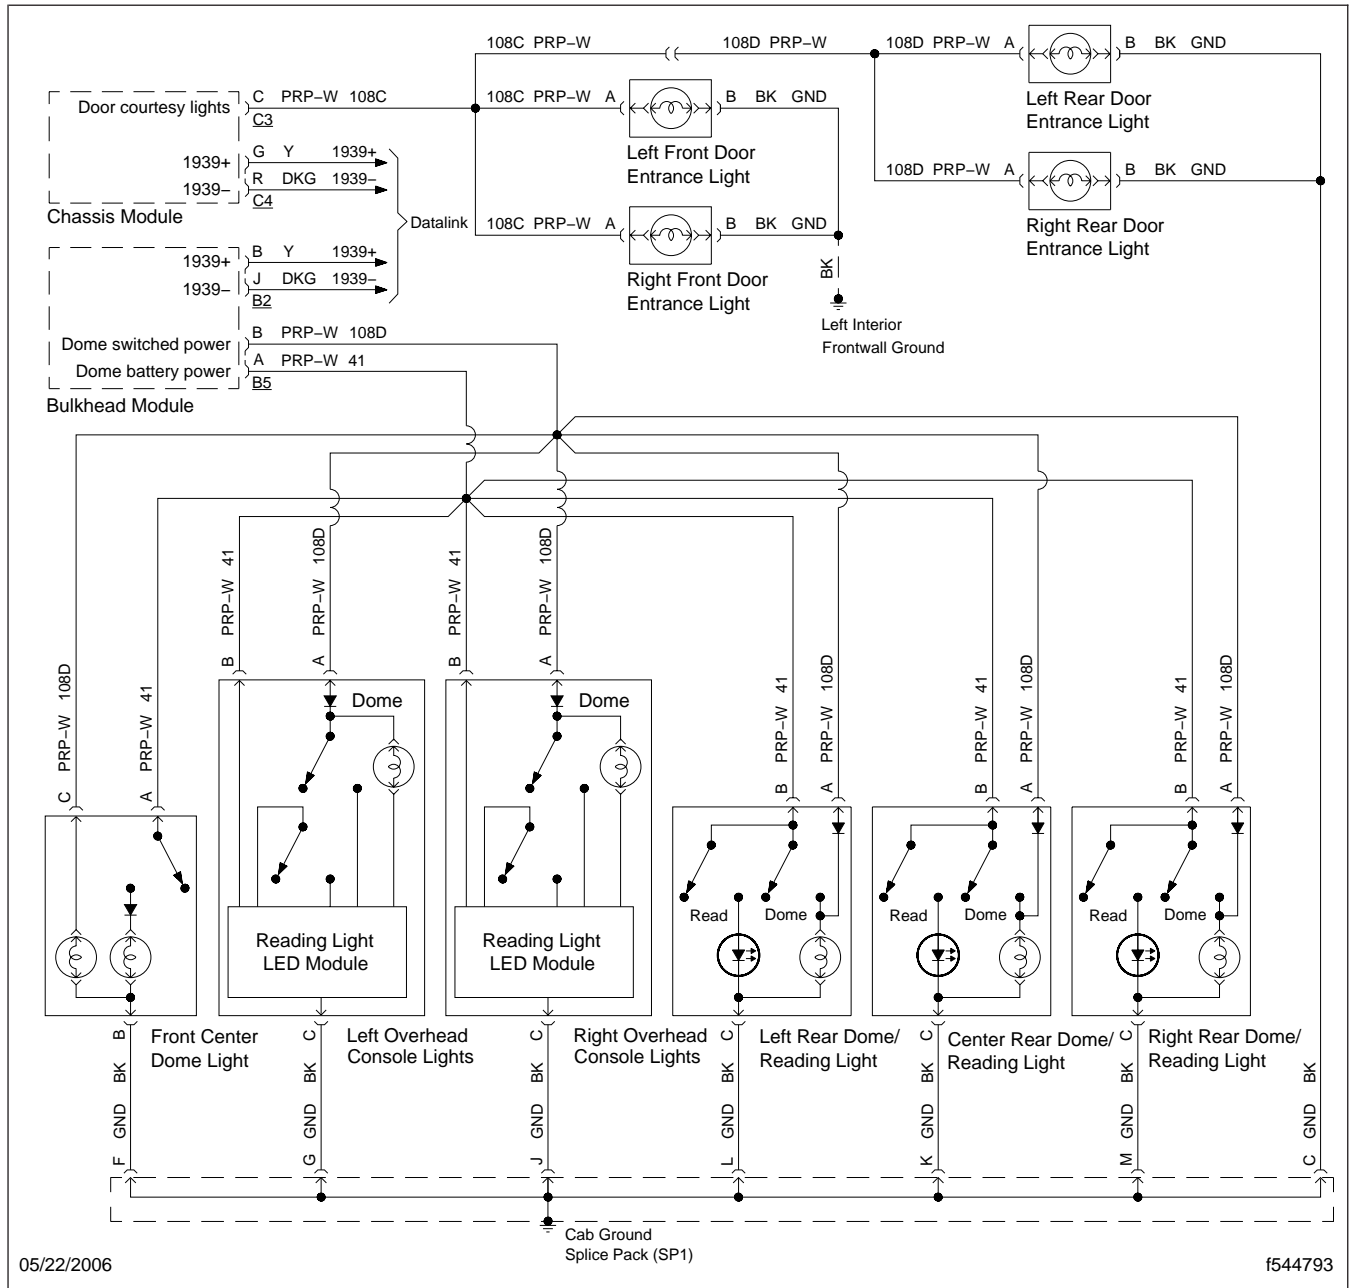 108C PRP–W
108D PRP–W
108D PRP–W A
B BK GND
Left Rear Door
Entrance Light
Door courtesy lights
C PRP–W 108C
C3
108C PRP–W A
B BK GND
Left Front Door
Entrance Light
1939+
G Y 1939+
1939–
R DKG 1939–
C4
Chassis Module
Datalink
108D PRP–W A
B BK GND
Right Rear Door
Entrance Light
108C PRP–W A
B BK GND
Right Front Door
Entrance Light
BK
Left Interior
Frontwall Ground
1939+
B Y 1939+
1939–
J DKG 1939–
B2
Dome switched power
B PRP–W 108D
Dome battery power
A PRP–W 41
B5
Bulkhead Module
C PRP–W 108D
A PRP–W 41
B PRP–W 41
A PRP–W 108D
B PRP–W 41
A PRP–W 108D
B PRP–W 41
A PRP–W 108D
B PRP–W 41
A PRP–W 108D
B PRP–W 41
A PRP–W 108D
Dome
Dome
Reading Light
LED Module
Reading Light
LED Module
Read
Dome
Read
Dome
Read
Dome
Front Center
Dome Light
Left Overhead
Console Lights
Right Overhead
Console Lights
Left Rear Dome/
Reading Light
Center Rear Dome/
Reading Light
Right Rear Dome/
Reading Light
F GND BK B
G GND BK C
J GND BK C
L GND BK C
K GND BK C
M GND BK C
C GND BK
Cab Ground
Splice Pack (SP1)
05/22/2006
f544793